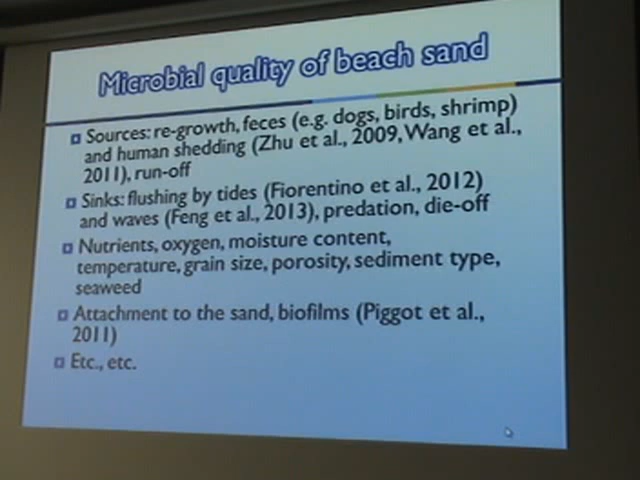 Microbial quality of beach sand
Sources: re-growth, feces (e.g. dogs, birds, shrimp)
and human shedding (Zhu et al., 2009, Wang et al.,
2011), run-off
Sinks: flushing by tides (Fiorentino et al., 2012)
and waves (Feng et al., 2013), predation, die-off
Nutrients, oxygen, moisture content,
temperature, grain size, porosity, sediment type,
seaweed
Attachment to the sand, biofilms (Piggot et al.,
2011)
Etc., etc.